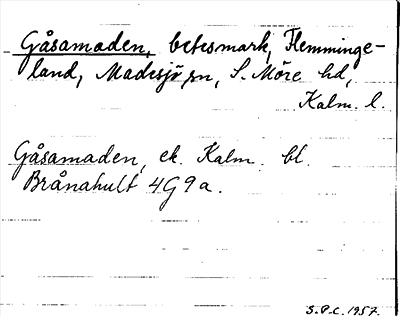 Gåsamaden, betesmark, Flemminge-
land, Madesjö sn, S. Möre hd,
Kalm. l.
Gåsamaden, ek. Kalm. bl.
Brånahult 4G9a.
S.P.C. 1957.